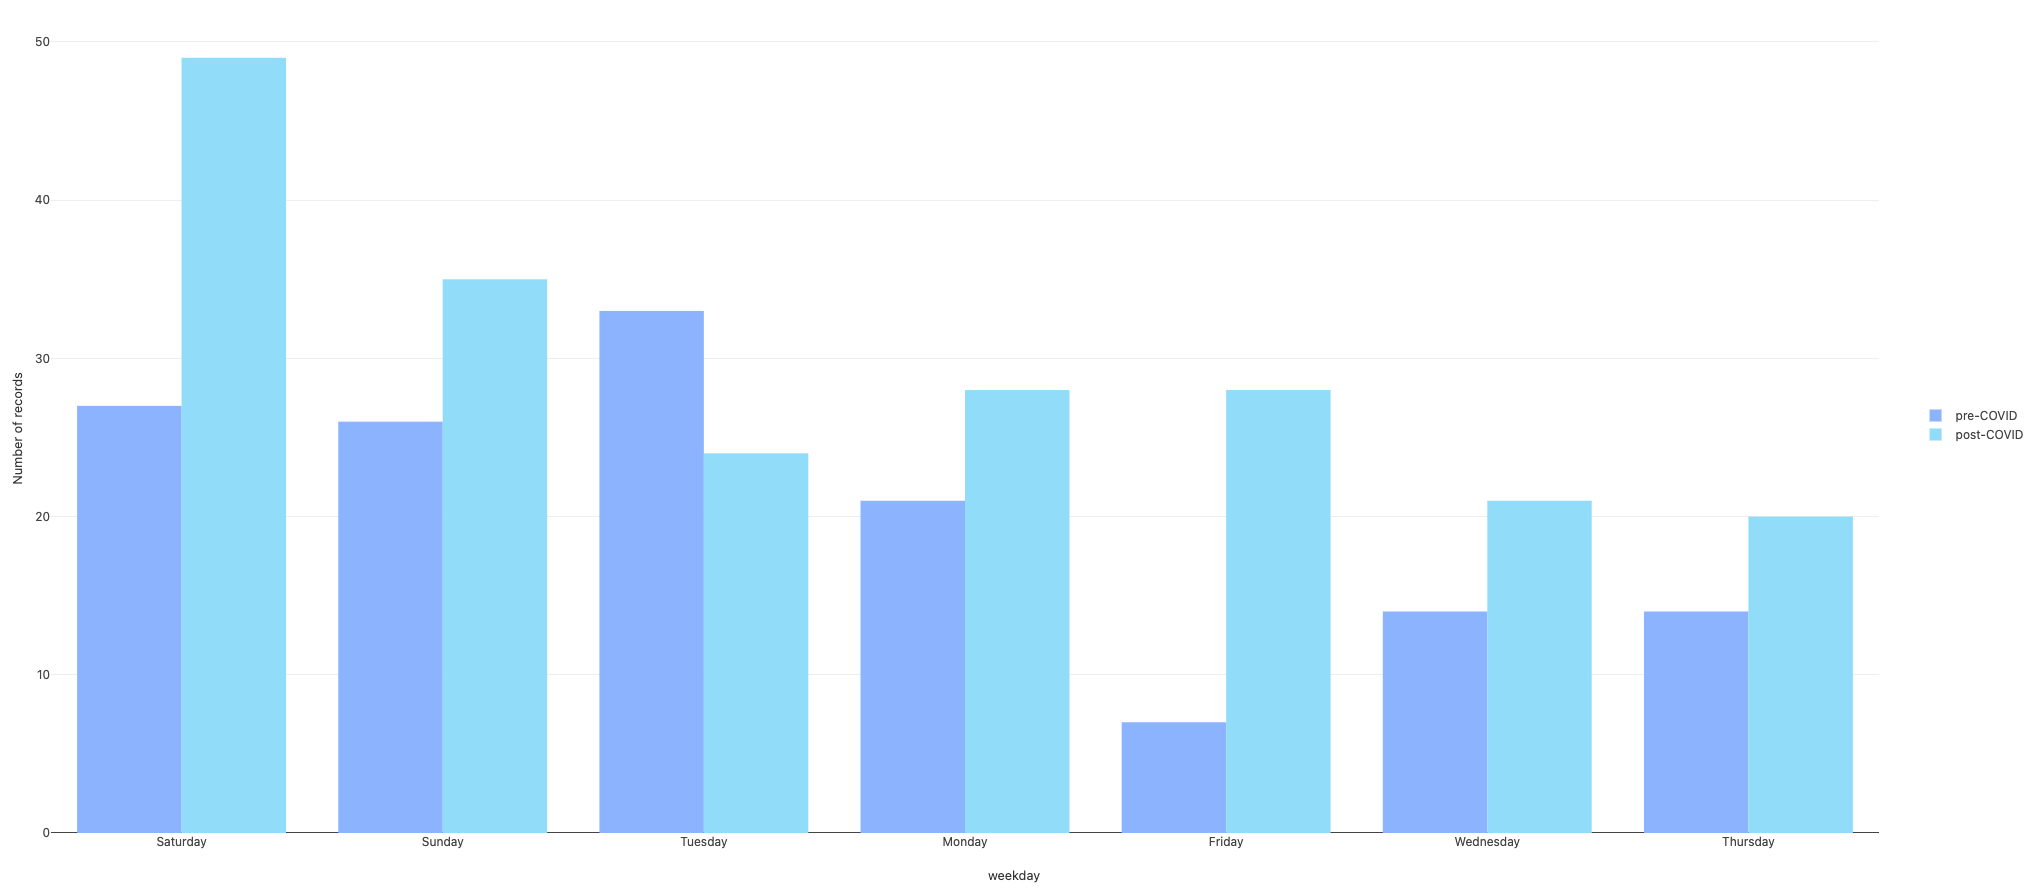 50
40
30
20
10
0
Number of records
Saturday
Sunday
Tuesday
Monday
Friday
Wednesday
Thursday
weekday
pre-COVID
post-COVID